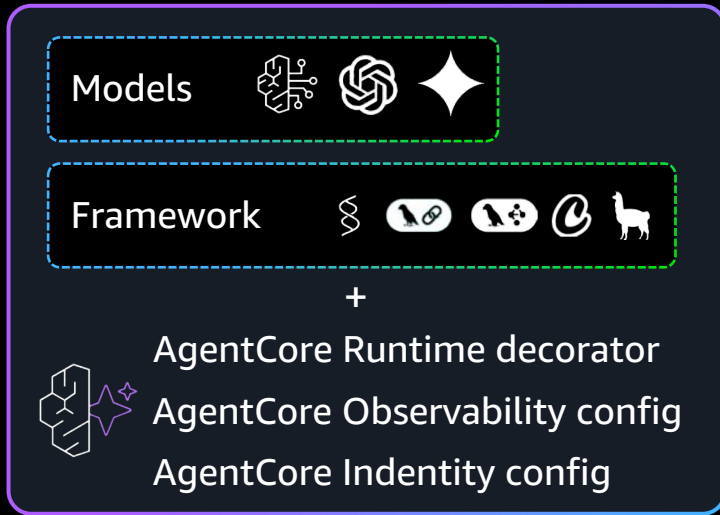 Models
Framework
+
AgentCore Runtime decorator
AgentCore Observability config
AgentCore Indentity config